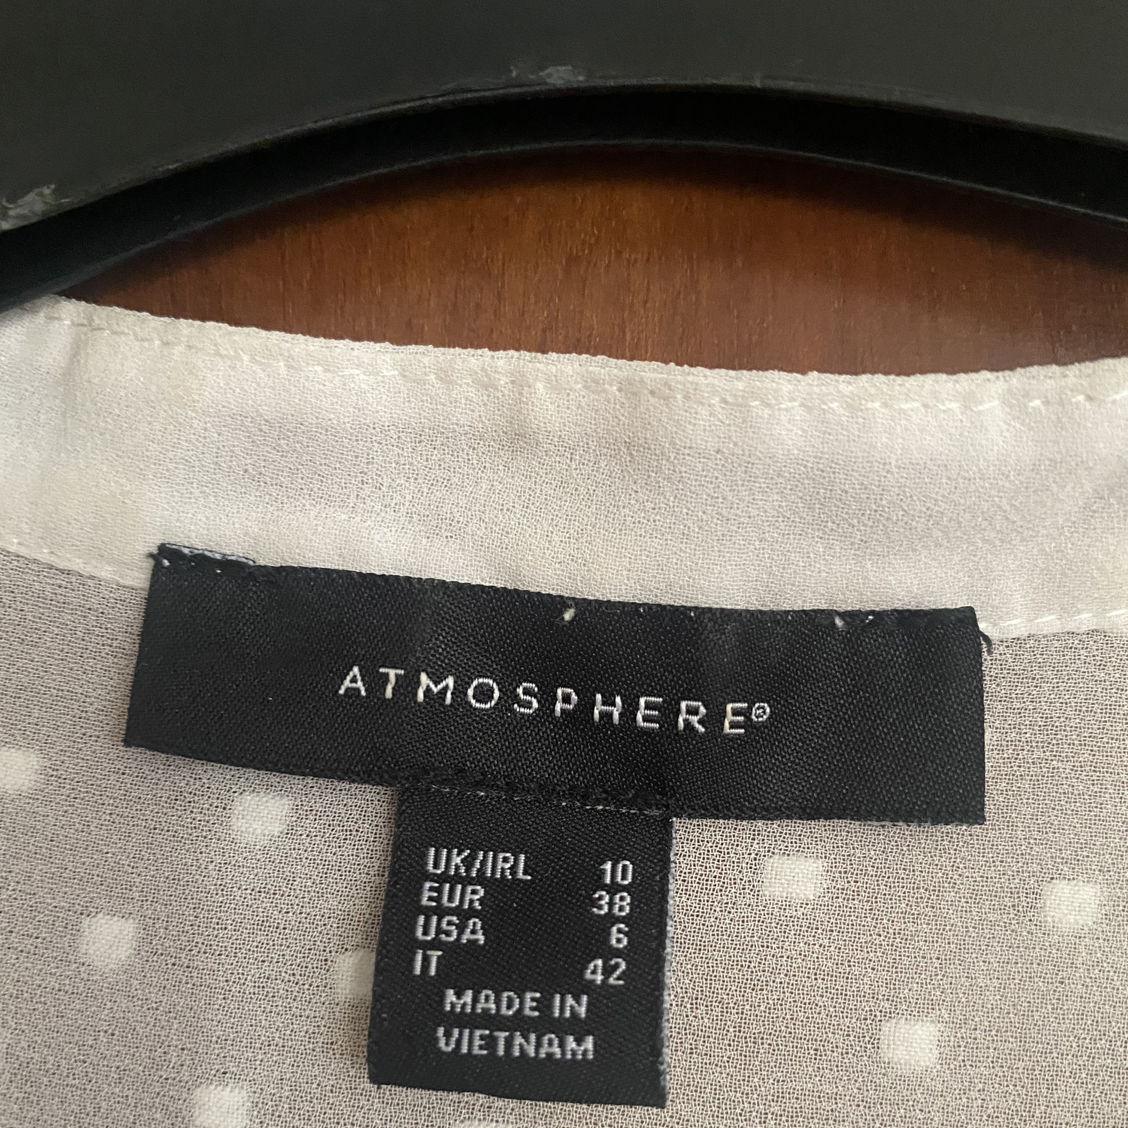 ATMOSPHERE®
UK/IRL 10
EUR 38
USA 6
IT 42
MADE IN
VIETNAM